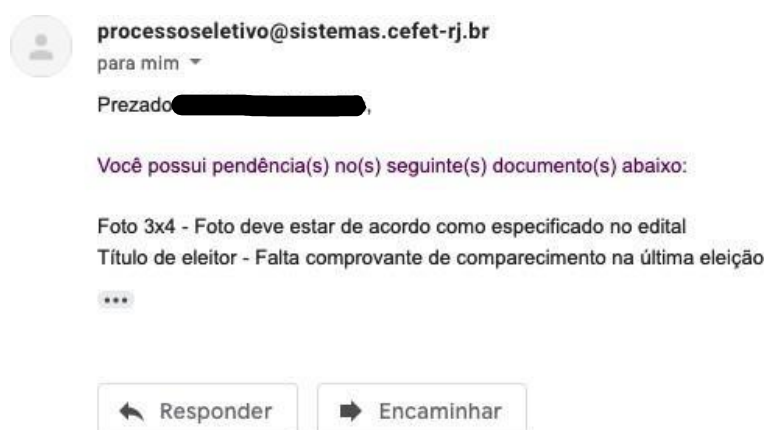 processoseletivo@sistemas.cefet-rj.br
para mim
Prezado ,
Você possui pendência(s) no(s) seguinte(s) documento(s) abaixo:
Foto 3x4 - Foto deve estar de acordo como especificado no edital
Título de eleitor - Falta comprovante de comparecimento na última eleição
•••
Responder
Encaminhar